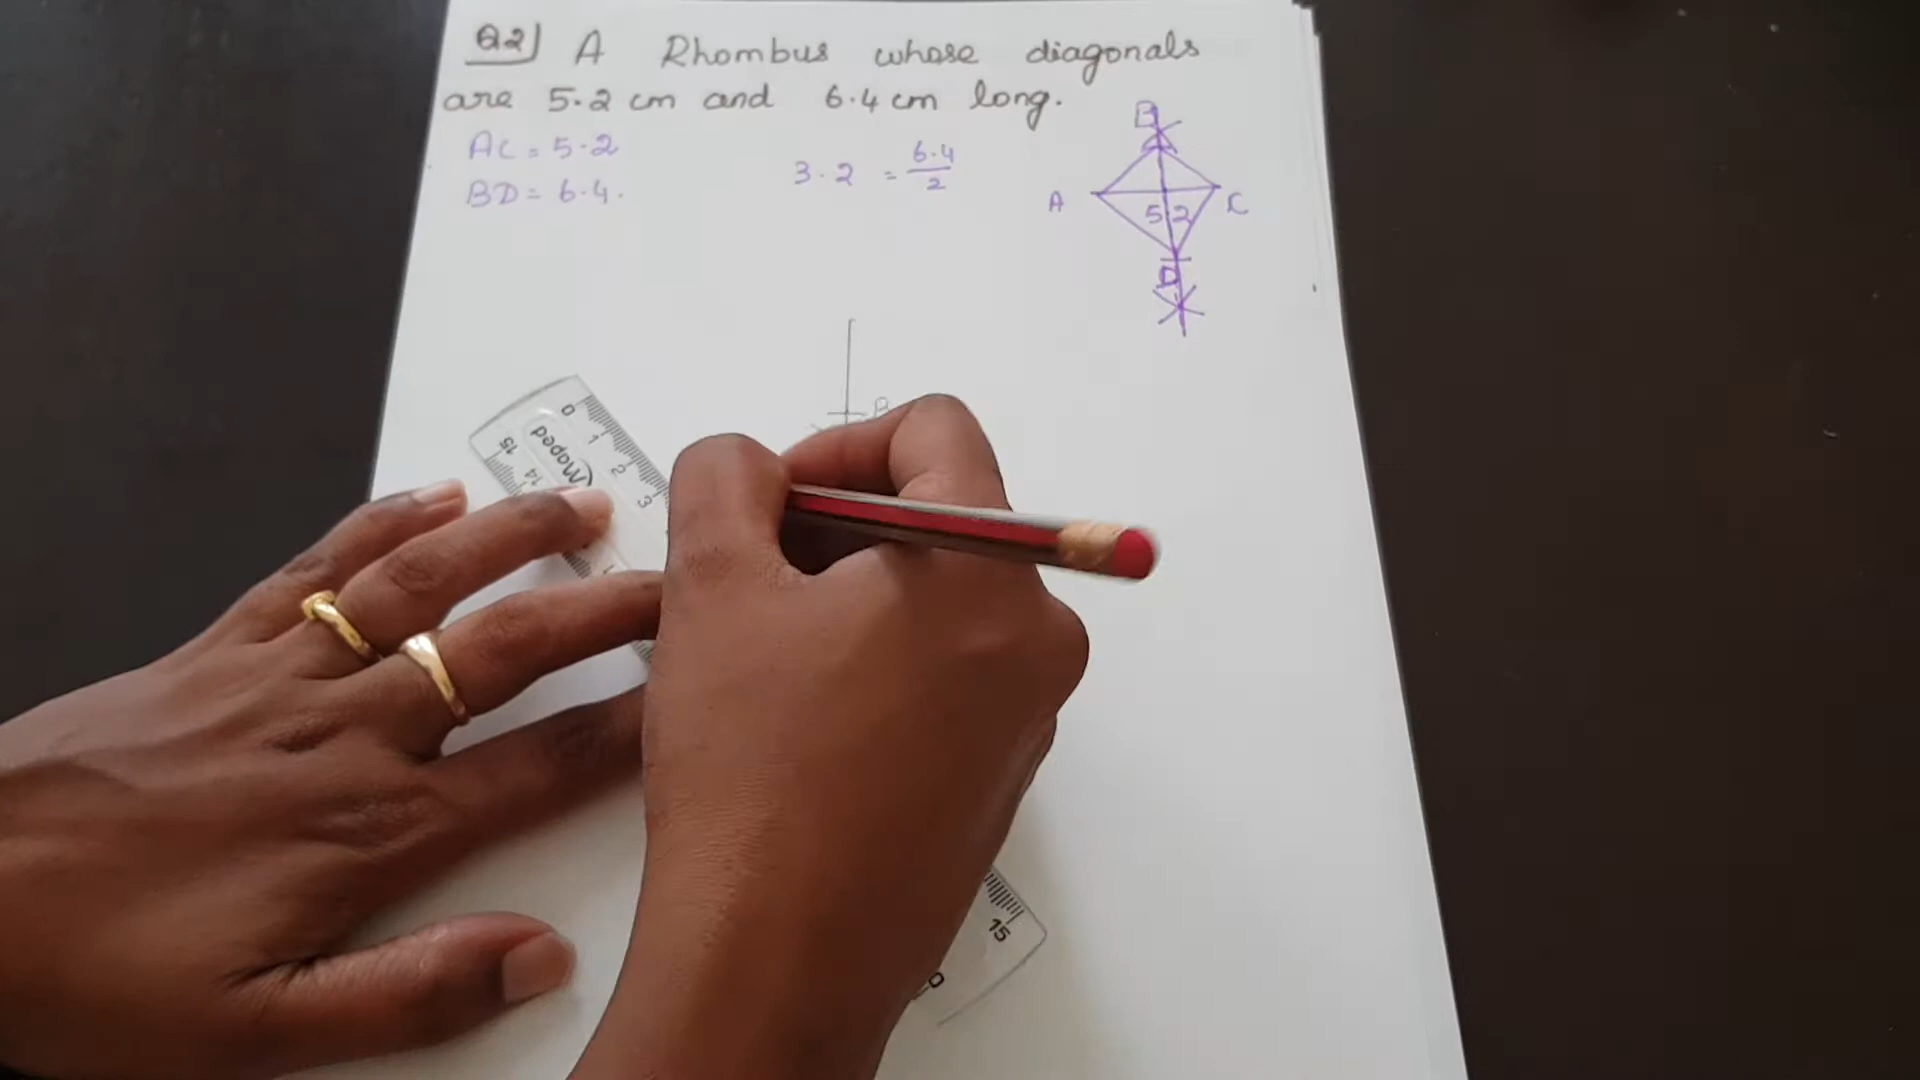 Q2) A Rhombus whose diagonals
are 5.2 cm and 6.4 cm long.
AC = 5.2
BD = 6.4.
3.2 = 6.4/2
B
A 5.2 C
D
B
0 1 2 3
Maped
15 14
15
0